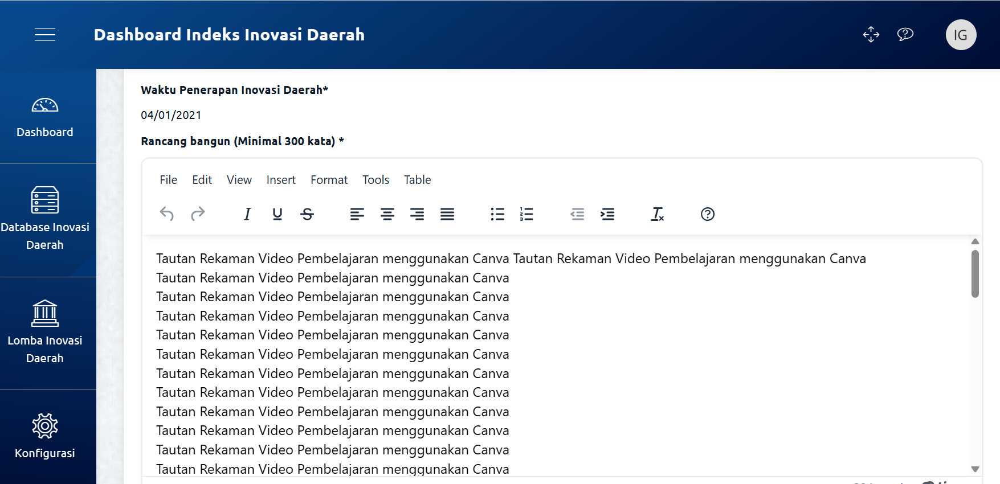 Dashboard Indeks Inovasi Daerah
IG
Dashboard
Database Inovasi
Daerah
Lomba Inovasi
Daerah
Konfigurasi
Waktu Penerapan Inovasi Daerah*
04/01/2021
Rancang bangun (Minimal 300 kata) *
File Edit View Insert Format Tools Table
Tautan Rekaman Video Pembelajaran menggunakan Canva Tautan Rekaman Video Pembelajaran menggunakan Canva
Tautan Rekaman Video Pembelajaran menggunakan Canva
Tautan Rekaman Video Pembelajaran menggunakan Canva
Tautan Rekaman Video Pembelajaran menggunakan Canva
Tautan Rekaman Video Pembelajaran menggunakan Canva
Tautan Rekaman Video Pembelajaran menggunakan Canva
Tautan Rekaman Video Pembelajaran menggunakan Canva
Tautan Rekaman Video Pembelajaran menggunakan Canva
Tautan Rekaman Video Pembelajaran menggunakan Canva
Tautan Rekaman Video Pembelajaran menggunakan Canva
Tautan Rekaman Video Pembelajaran menggunakan Canva
Tautan Rekaman Video Pembelajaran menggunakan Canva